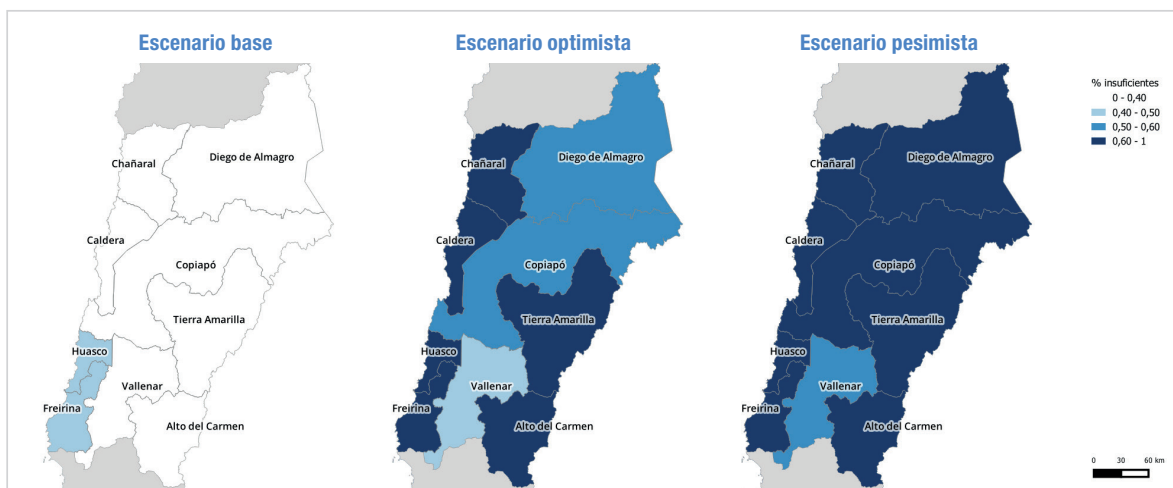 Escenario base
Escenario optimista
Escenario pesimista
Chañaral
Diego de Almagro
Caldera
Copiapó
Tierra Amarilla
Huasco
Vallenar
Freirina
Alto del Carmen
Chañaral
Diego de Almagro
Caldera
Copiapó
Tierra Amarilla
Huasco
Vallenar
Freirina
Alto del Carmen
Chañaral
Diego de Almagro
Caldera
Copiapó
Tierra Amarilla
Huasco
Vallenar
Freirina
Alto del Carmen
% insuficientes
0 - 0,40
0,40 - 0,50
0,50 - 0,60
0,60 - 1
0 30 60 km